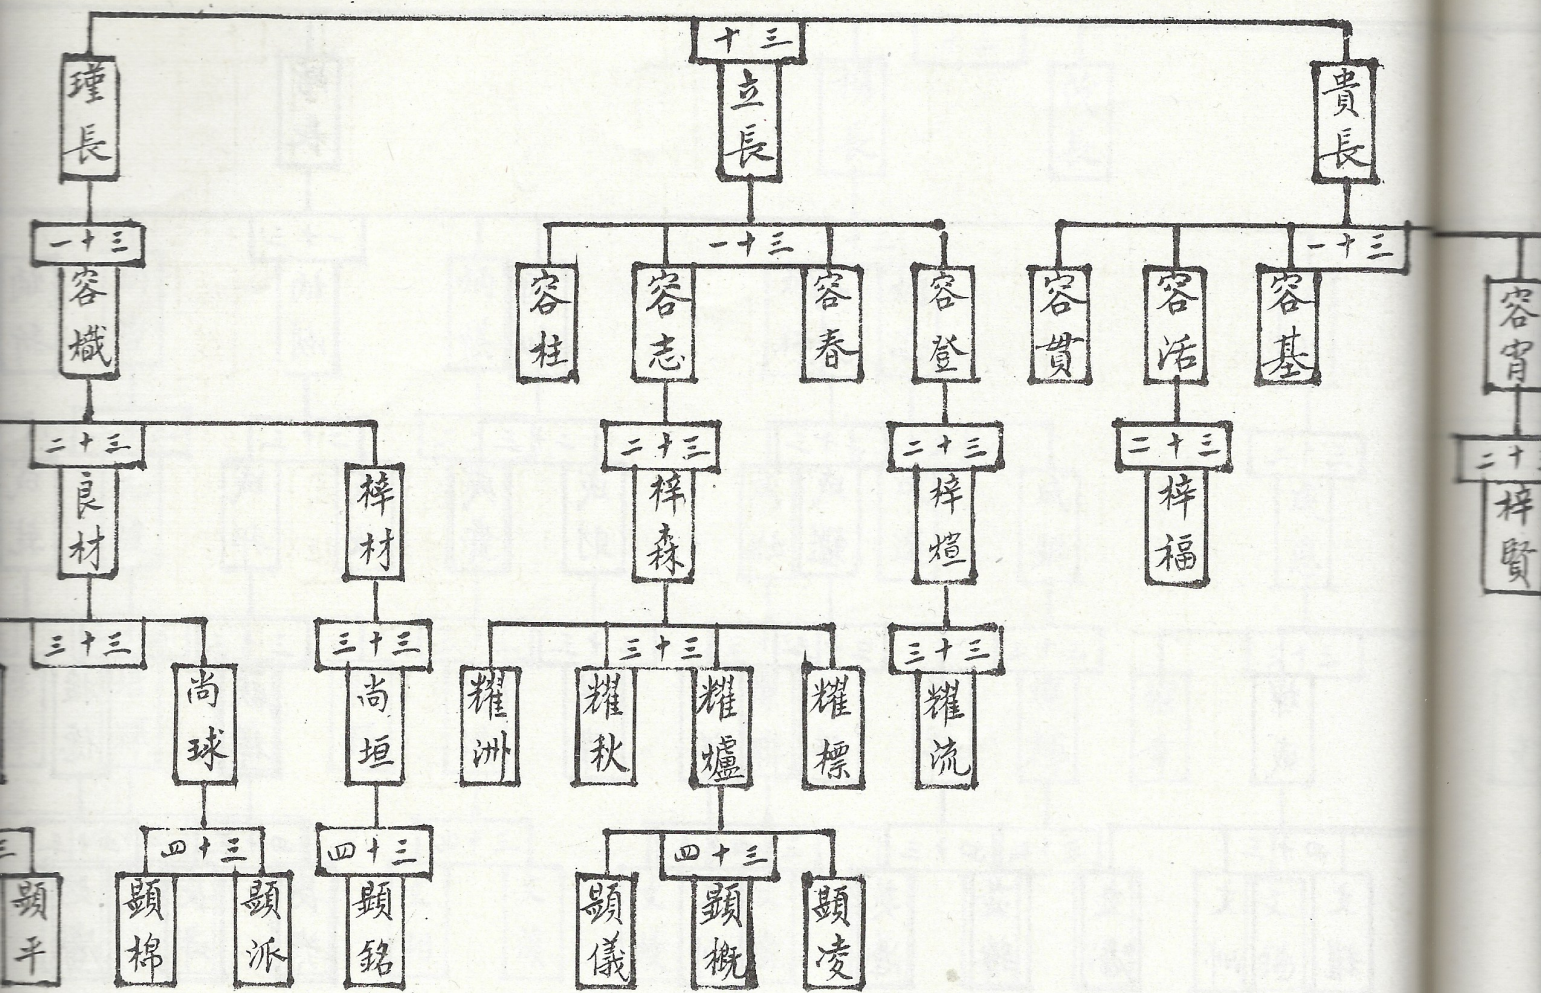 三十
貴長
立長
瑾長
三十一
三十一
三十一
容宵
容基
容活
容貫
容登
容春
容志
容柱
容熾
三十二
三十二
三十二
三十二
梓賢
梓福
梓煊
梓森
梓材
良材
三十三
三十三
三十三
三十三
耀流
耀標
耀爐
耀秋
耀洲
尚垣
尚球
三十四
三十四
三十四
顯凌
顯概
顯儀
顯銘
顯派
顯棉
顯平